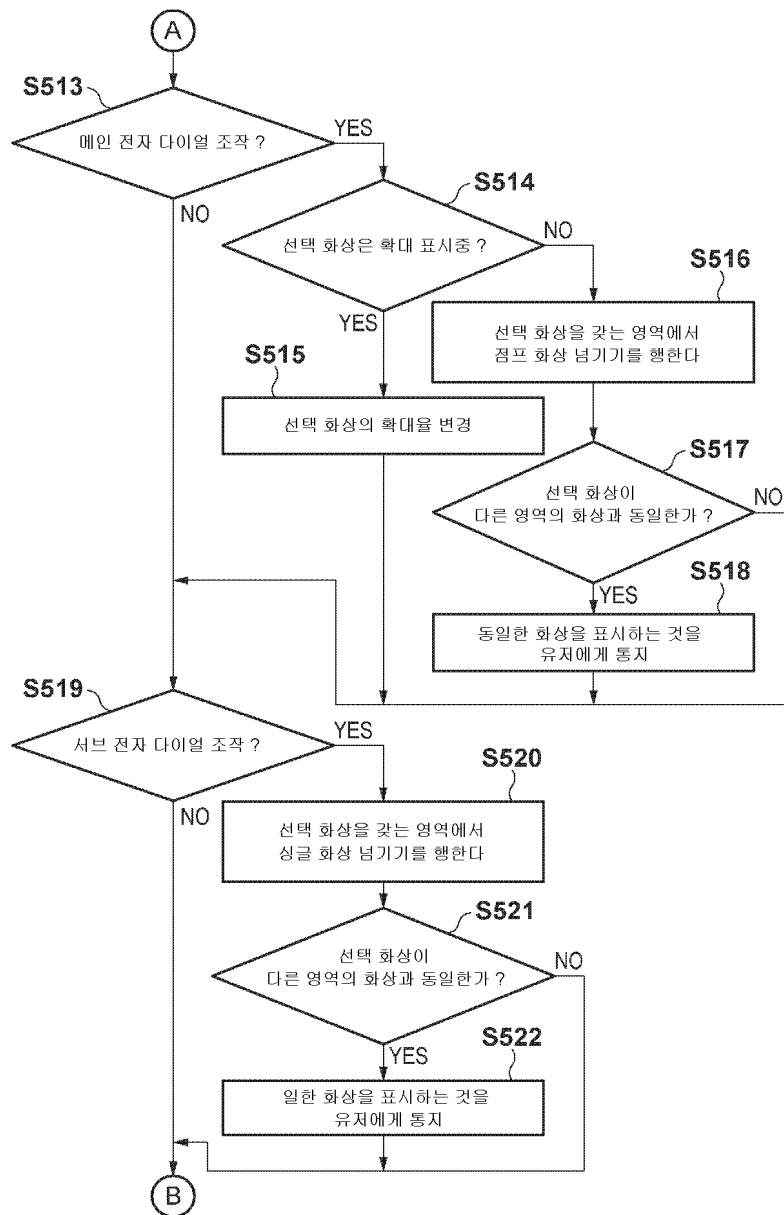 A
S513
메인 전자 다이얼 조작 ?
YES
NO
S514
선택 화상은 확대 표시중 ?
NO
YES
S516
선택 화상을 갖는 영역에서
점프 화상 넘기기를 행한다
S515
선택 화상의 확대율 변경
S517
선택 화상이
다른 영역의 화상과 동일한가 ?
NO
YES
S518
동일한 화상을 표시하는 것을
유저에게 통지
S519
서브 전자 다이얼 조작 ?
YES
NO
S520
선택 화상을 갖는 영역에서
싱글 화상 넘기기를 행한다
S521
선택 화상이
다른 영역의 화상과 동일한가 ?
NO
YES
S522
일한 화상을 표시하는 것을
유저에게 통지
B